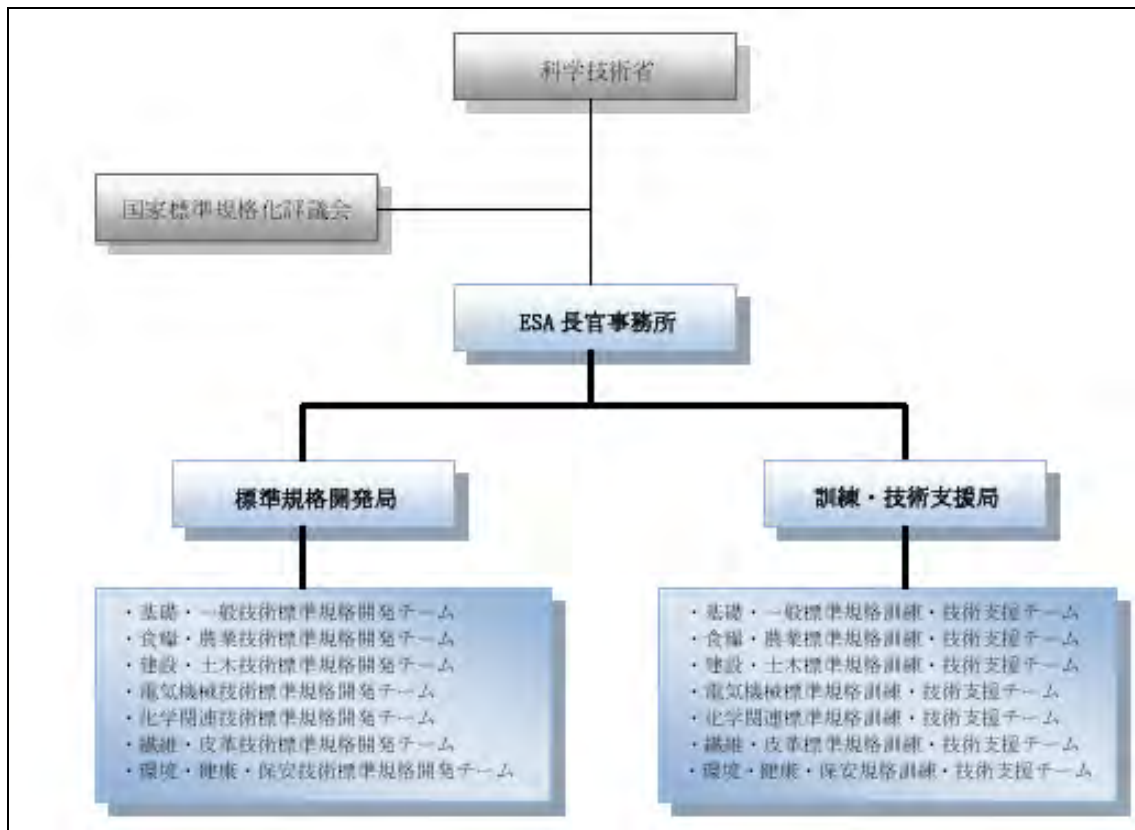 科学技術省
国家標準規格化評議会
ESA 長官事務所
標準規格開発局
訓練・技術支援局
・基礎・一般技術標準規格開発チーム
・食糧・農業技術標準規格開発チーム
・建設・土木技術標準規格開発チーム
・電気機械技術標準規格開発チーム
・化学関連技術標準規格開発チーム
・繊維・皮革技術標準規格開発チーム
・環境・健康・保安技術標準規格開発チーム
・基礎・一般標準規格訓練・技術支援チーム
・食糧・農業標準規格訓練・技術支援チーム
・建設・土木標準規格訓練・技術支援チーム
・電気機械標準規格訓練・技術支援チーム
・化学関連標準規格訓練・技術支援チーム
・繊維・皮革標準規格訓練・技術支援チーム
・環境・健康・保安規格訓練・技術支援チーム